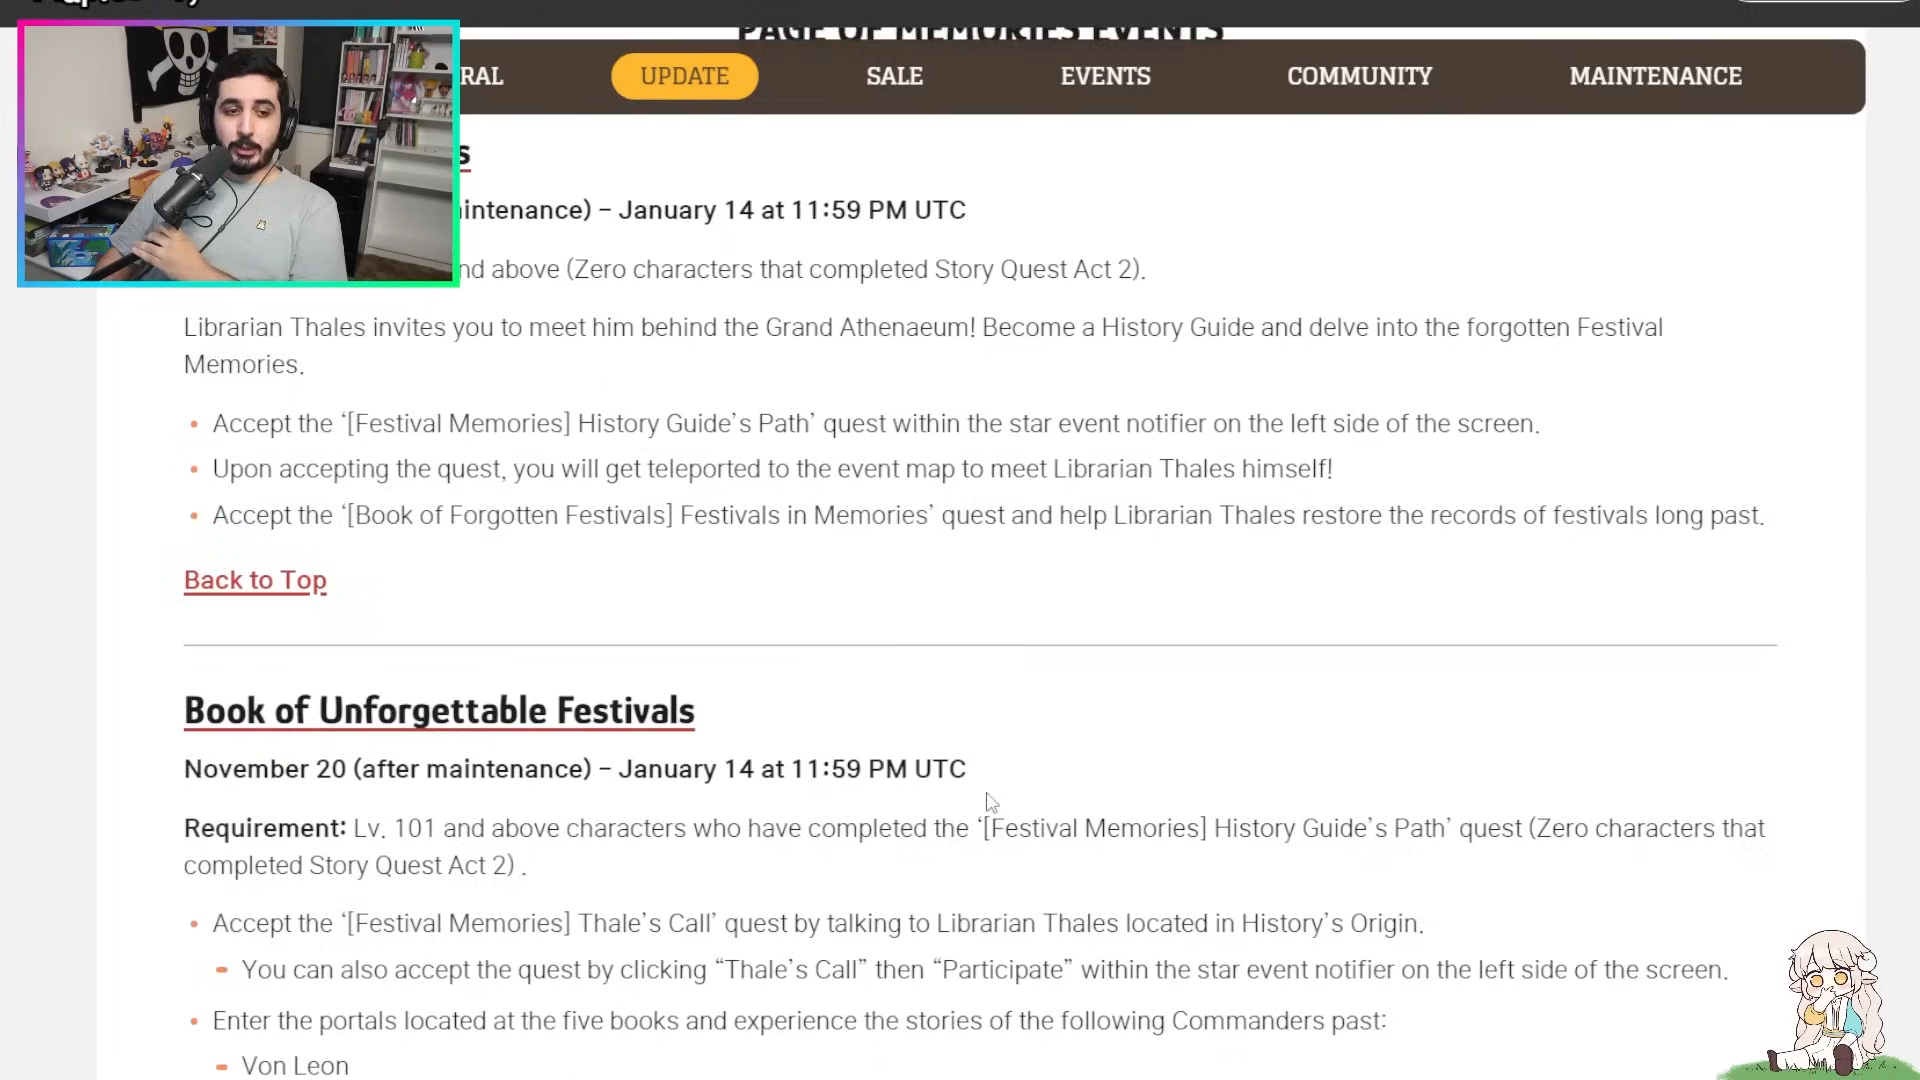 PAGE OF MEMORIES EVENTS
RAL UPDATE SALE EVENTS COMMUNITY MAINTENANCE
s
intenance) – January 14 at 11:59 PM UTC
nd above (Zero characters that completed Story Quest Act 2).
Librarian Thales invites you to meet him behind the Grand Athenaeum! Become a History Guide and delve into the forgotten Festival
Memories.
• Accept the ‘[Festival Memories] History Guide’s Path’ quest within the star event notifier on the left side of the screen.
• Upon accepting the quest, you will get teleported to the event map to meet Librarian Thales himself!
• Accept the ‘[Book of Forgotten Festivals] Festivals in Memories’ quest and help Librarian Thales restore the records of festivals long past.
Back to Top
Book of Unforgettable Festivals
November 20 (after maintenance) – January 14 at 11:59 PM UTC
Requirement: Lv. 101 and above characters who have completed the ‘[Festival Memories] History Guide’s Path’ quest (Zero characters that
completed Story Quest Act 2) .
• Accept the ‘[Festival Memories] Thale’s Call’ quest by talking to Librarian Thales located in History’s Origin.
– You can also accept the quest by clicking “Thale’s Call” then “Participate” within the star event notifier on the left side of the screen.
• Enter the portals located at the five books and experience the stories of the following Commanders past:
– Von Leon